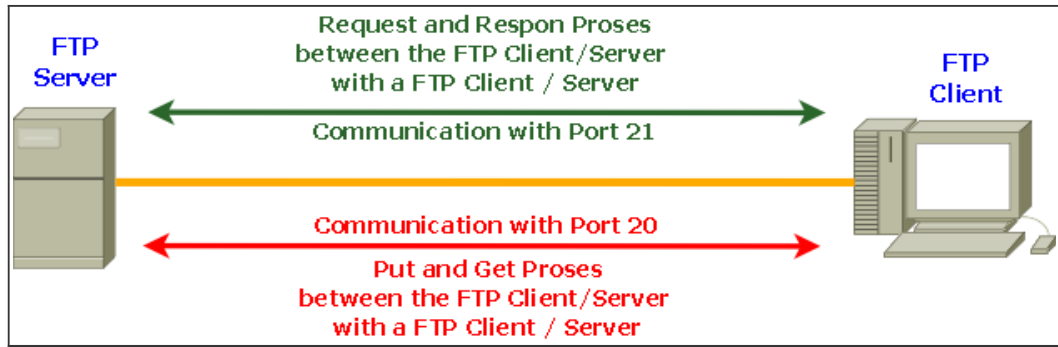 FTP
Server
Request and Respon Proses
between the FTP Client/Server
with a FTP Client / Server
Communication with Port 21
FTP
Client
Communication with Port 20
Put and Get Proses
between the FTP Client/Server
with a FTP Client / Server